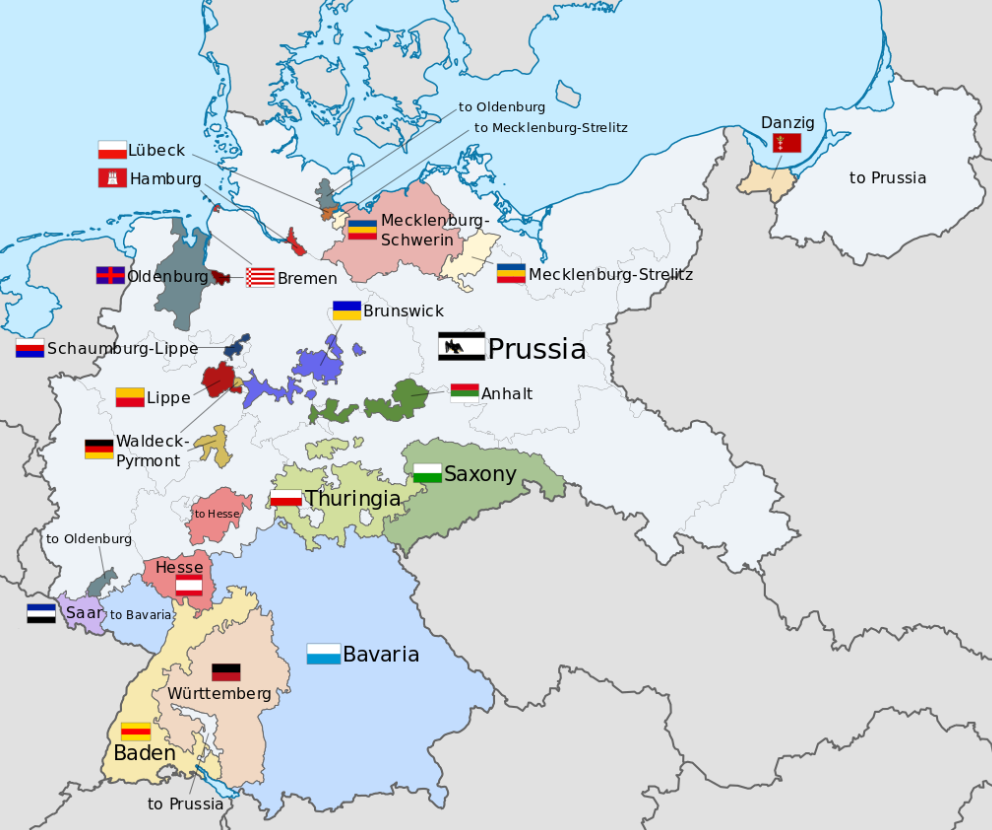 to Oldenburg
Danzig
to Mecklenburg-Strelitz
Lübeck
Hamburg
to Prussia
Mecklenburg-
Schwerin
Oldenburg
Bremen
Mecklenburg-Strelitz
Brunswick
Schaumburg-Lippe
Prussia
Lippe
Anhalt
Waldeck-
Pyrmont
Saxony
Thuringia
to Hesse
to Oldenburg
Hesse
Saar
to Bavaria
Bavaria
Württemberg
Baden
to Prussia